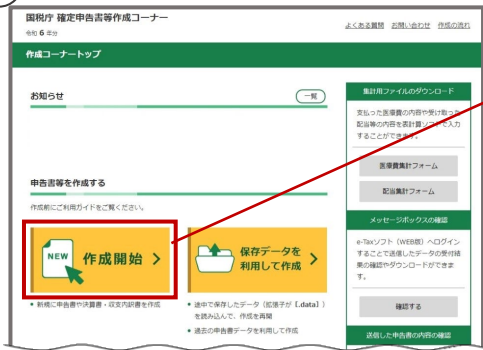 国税庁 確定申告書等作成コーナー
令和 6 年分
よくある質問 お問い合わせ 作成の流れ
作成コーナートップ
お知らせ
一覧
申告書等を作成する
作成前にご利用ガイドをご覧ください。
NEW
作成開始
• 新規に申告書や決算書・収支内訳書を作成
保存データを
利用して作成
• 途中で保存したデータ（拡張子が【.data】）
を読み込んで、作成を再開
• 過去の申告書データを利用して作成
集計用ファイルのダウンロード
支払った医療費の内容や受け取った
配当等の内容を表計算ソフトで入力
することができます。
医療費集計フォーム
配当集計フォーム
メッセージボックスの確認
e-Taxソフト（WEB版）へログイン
することで送信したデータの受付結
果の確認やダウンロードができま
す。
確認する
送信した申告書の内容の確認